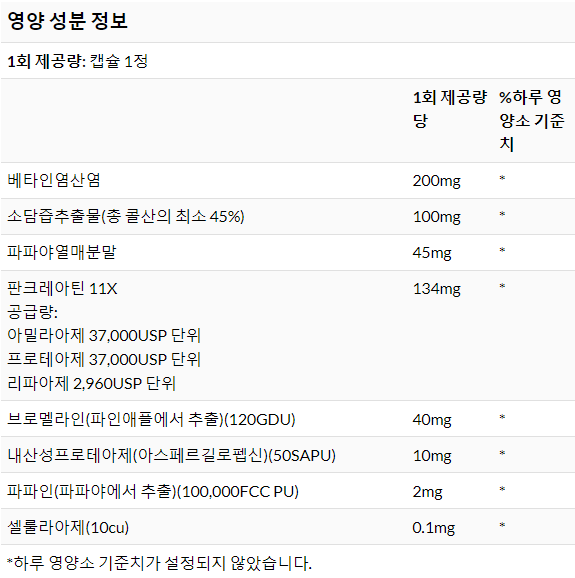 영양 성분 정보
1회 제공량: 캡슐 1정
1회 제공량당 %하루 영양소 기준치
베타인염산염 200mg *
소담즙추출물(총 콜산의 최소 45%) 100mg *
파파야열매분말 45mg *
판크레아틴 11X 134mg *
공급량:
아밀라아제 37,000USP 단위
프로테아제 37,000USP 단위
리파아제 2,960USP 단위
브로멜라인(파인애플에서 추출)(120GDU) 40mg *
내산성프로테아제(아스페르길로펩신)(50SAPU) 10mg *
파파인(파파야에서 추출)(100,000FCC PU) 2mg *
셀룰라아제(10cu) 0.1mg *
*하루 영양소 기준치가 설정되지 않았습니다.